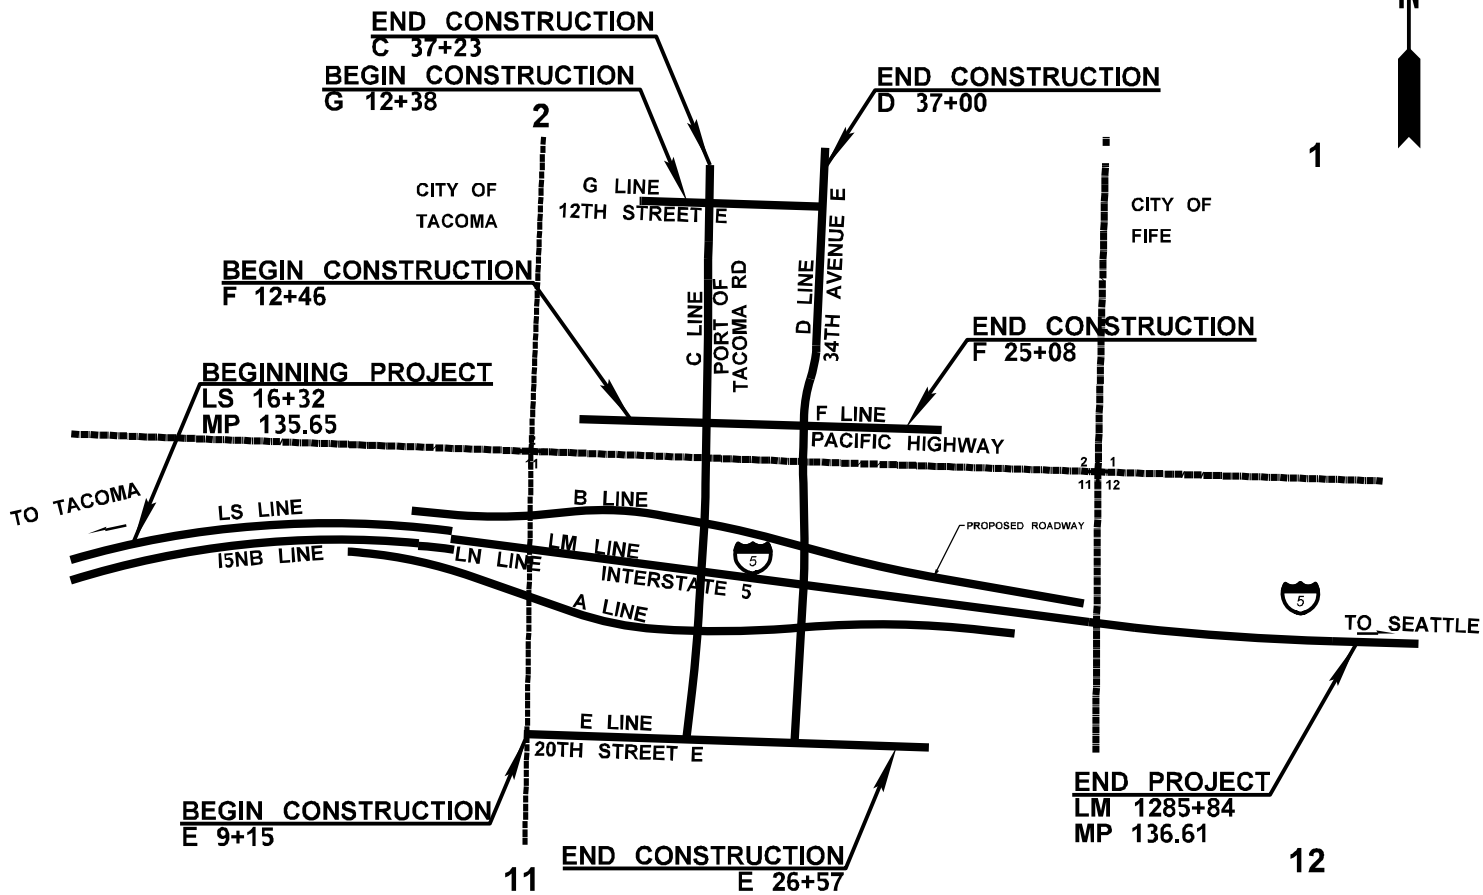 END CONSTRUCTION
C 37+23
BEGIN CONSTRUCTION
G 12+38
END CONSTRUCTION
D 37+00
2
1
CITY OF
TACOMA
G LINE
12TH STREET E
CITY OF
FIFE
BEGIN CONSTRUCTION
F 12+46
C LINE
PORT OF
TACOMA RD
D LINE
34TH AVENUE E
END CONSTRUCTION
F 25+08
BEGINNING PROJECT
LS 16+32
MP 135.65
F LINE
PACIFIC HIGHWAY
2 1
11 12
TO TACOMA
LS LINE
B LINE
PROPOSED ROADWAY
I5NB LINE
LN LINE
LM LINE
INTERSTATE 5
5
A LINE
5
TO SEATTLE
E LINE
20TH STREET E
BEGIN CONSTRUCTION
E 9+15
END CONSTRUCTION
E 26+57
END PROJECT
LM 1285+84
MP 136.61
11
12